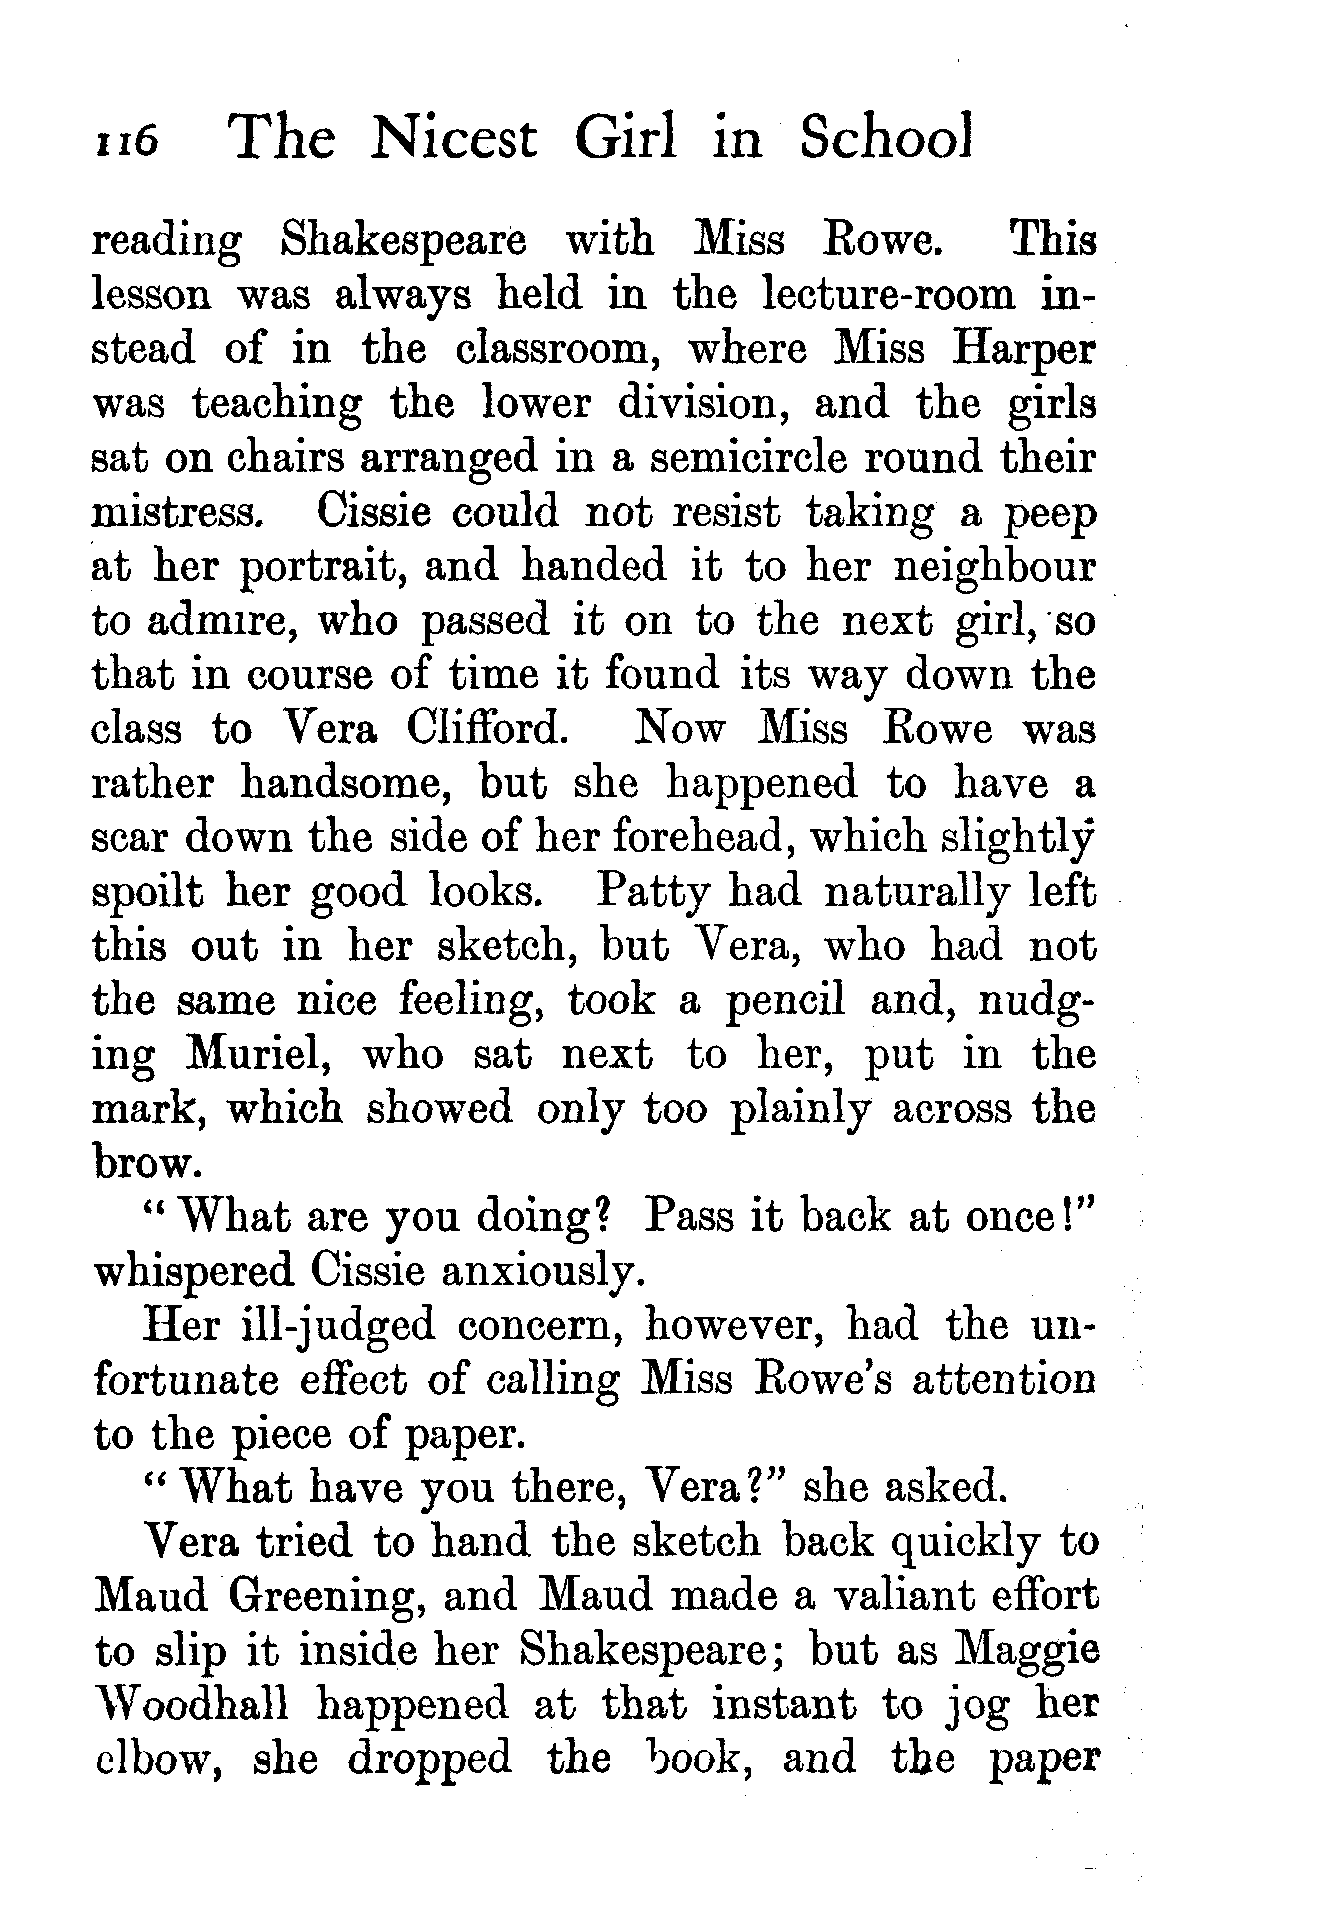 116 The Nicest Girl in School
reading Shakespeare with Miss Rowe. This
lesson was always held in the lecture-room in-
stead of in the classroom, where Miss Harper
was teaching the lower division, and the girls
sat on chairs arranged in a semicircle round their
mistress. Cissie could not resist taking a peep
at her portrait, and handed it to her neighbour
to admire, who passed it on to the next girl, so
that in course of time it found its way down the
class to Vera Clifford. Now Miss Rowe was
rather handsome, but she happened to have a
scar down the side of her forehead, which slightly
spoilt her good looks. Patty had naturally left
this out in her sketch, but Vera, who had not
the same nice feeling, took a pencil and, nudg-
ing Muriel, who sat next to her, put in the
mark, which showed only too plainly across the
brow.
“What are you doing? Pass it back at once!”
whispered Cissie anxiously.
Her ill-judged concern, however, had the un-
fortunate effect of calling Miss Rowe's attention
to the piece of paper.
“What have you there, Vera?” she asked.
Vera tried to hand the sketch back quickly to
Maud Greening, and Maud made a valiant effort
to slip it inside her Shakespeare; but as Maggie
Woodhall happened at that instant to jog her
elbow, she dropped the book, and the paper